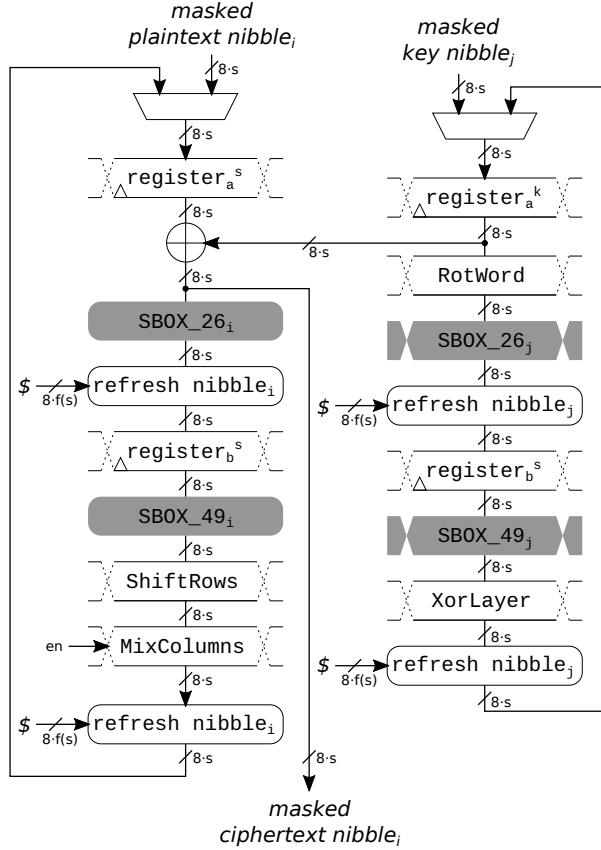 masked
plaintext nibble_i
8·s
8·s
register_a^s
8·s
8·s
SBOX_26_i
8·s
$
8·f(s)
refresh nibble_i
8·s
register_b^s
8·s
SBOX_49_i
8·s
ShiftRows
8·s
en
MixColumns
8·s
$
8·f(s)
refresh nibble_i
8·s
8·s
masked
ciphertext nibble_i
masked
key nibble_j
8·s
8·s
register_a^k
8·s
8·s
RotWord
8·s
SBOX_26_j
8·s
$
8·f(s)
refresh nibble_j
8·s
register_b^s
8·s
SBOX_49_j
8·s
XorLayer
8·s
$
8·f(s)
refresh nibble_j
8·s